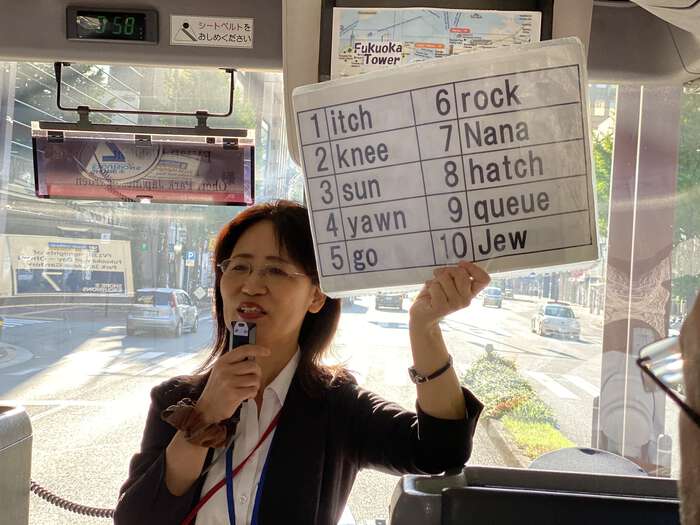 :58
シートベルトを
おしめください
Fukuoka
Tower
1 itch
2 knee
3 sun
4 yawn
5 go
6 rock
7 Nana
8 hatch
9 queue
10 Jew